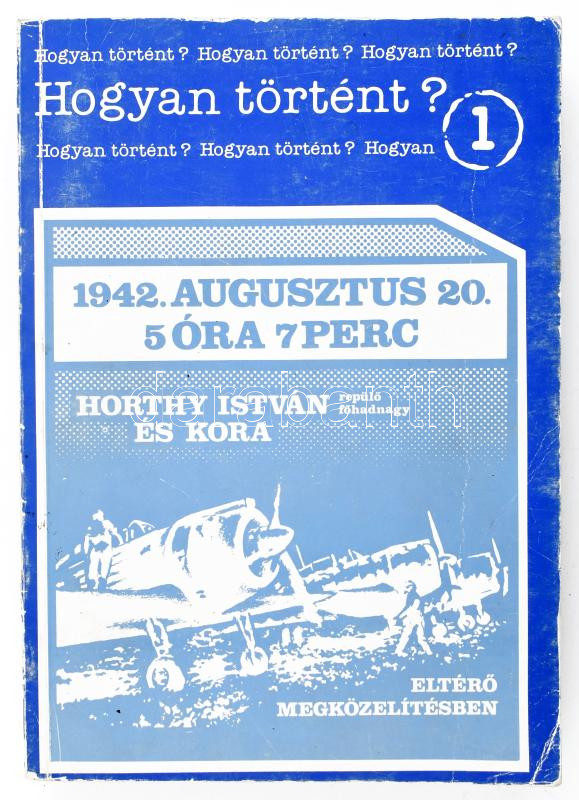 Hogyan történt? Hogyan történt? Hogyan történt?
Hogyan történt?
1
Hogyan történt? Hogyan történt? Hogyan
1942. AUGUSZTUS 20.
5 ÓRA 7 PERC
darabanth
HORTHY ISTVÁN repülő
főhadnagy
ÉS KORA
ELTÉRŐ
MEGKÖZELÍTÉSBEN